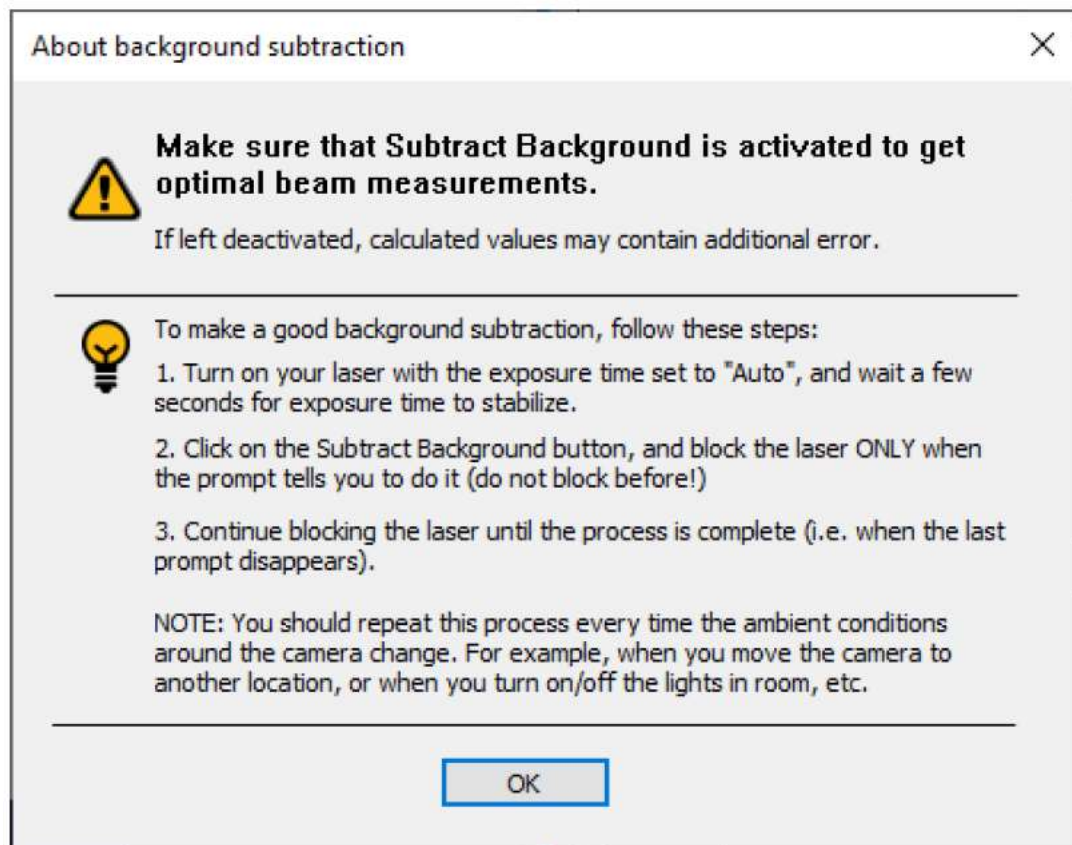 About background subtraction
Make sure that Subtract Background is activated to get
optimal beam measurements.
If left deactivated, calculated values may contain additional error.
To make a good background subtraction, follow these steps:
1. Turn on your laser with the exposure time set to "Auto", and wait a few
seconds for exposure time to stabilize.
2. Click on the Subtract Background button, and block the laser ONLY when
the prompt tells you to do it (do not block before!)
3. Continue blocking the laser until the process is complete (i.e. when the last
prompt disappears).
NOTE: You should repeat this process every time the ambient conditions
around the camera change. For example, when you move the camera to
another location, or when you turn on/off the lights in room, etc.
OK